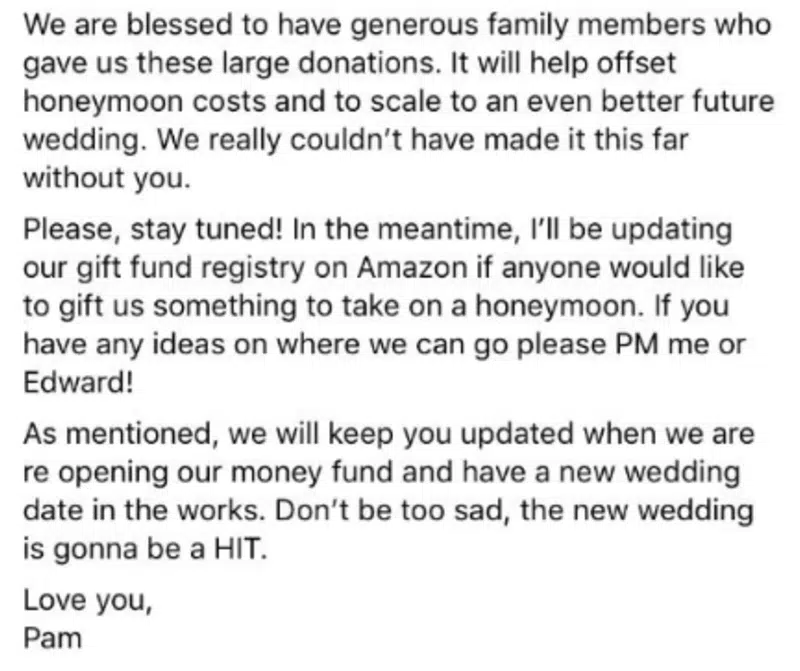 We are blessed to have generous family members who
gave us these large donations. It will help offset
honeymoon costs and to scale to an even better future
wedding. We really couldn't have made it this far
without you.
Please, stay tuned! In the meantime, I'll be updating
our gift fund registry on Amazon if anyone would like
to gift us something to take on a honeymoon. If you
have any ideas on where we can go please PM me or
Edward!
As mentioned, we will keep you updated when we are
re opening our money fund and have a new wedding
date in the works. Don't be too sad, the new wedding
is gonna be a HIT.
Love you,
Pam